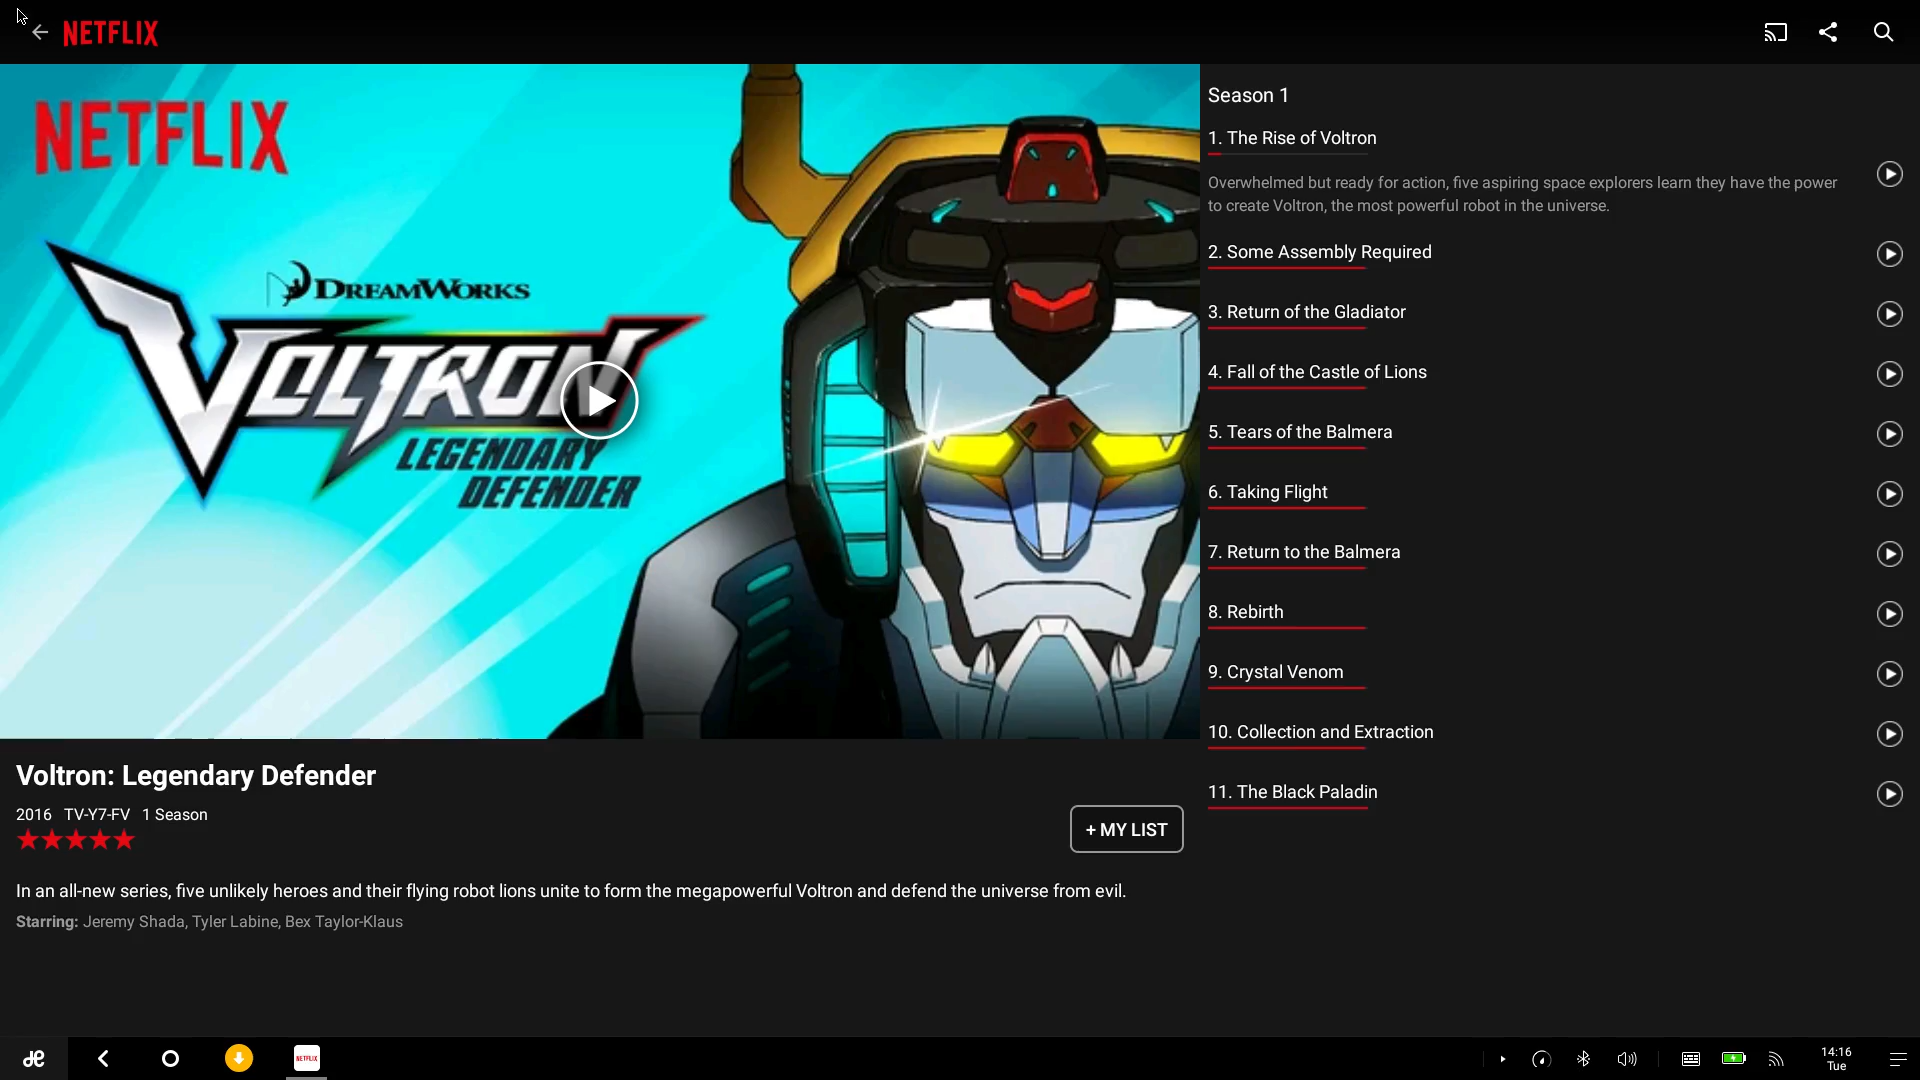 NETFLIX
NETFLIX
DREAMWORKS
VOLTRON
LEGENDARY
DEFENDER
Voltron: Legendary Defender
2016 TV-Y7-FV 1 Season
+ MY LIST
In an all-new series, five unlikely heroes and their flying robot lions unite to form the megapowerful Voltron and defend the universe from evil.
Starring: Jeremy Shada, Tyler Labine, Bex Taylor-Klaus
Season 1
1. The Rise of Voltron
Overwhelmed but ready for action, five aspiring space explorers learn they have the power
to create Voltron, the most powerful robot in the universe.
2. Some Assembly Required
3. Return of the Gladiator
4. Fall of the Castle of Lions
5. Tears of the Balmera
6. Taking Flight
7. Return to the Balmera
8. Rebirth
9. Crystal Venom
10. Collection and Extraction
11. The Black Paladin
NETFLIX
14:16
Tue